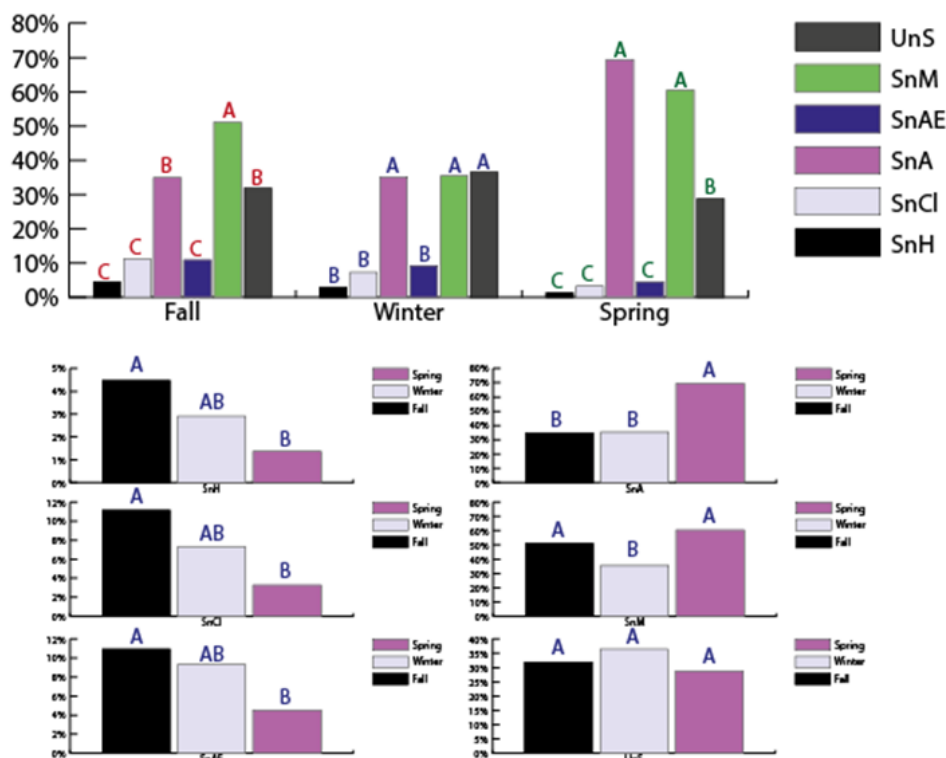 80%
70%
60%
50%
40%
30%
20%
10%
0%
C C B C A B
B B A B A A
C C A C A B
Fall Winter Spring
UnS
SnM
SnAE
SnA
SnCl
SnH
5%
4%
3%
2%
1%
0%
A AB B
SnH
Spring
Winter
Fall
80%
70%
60%
50%
40%
30%
20%
10%
0%
B B A
SnA
Spring
Winter
Fall
12%
10%
8%
6%
4%
2%
0%
A AB B
SnCl
Spring
Winter
Fall
80%
70%
60%
50%
40%
30%
20%
10%
0%
A B A
SnM
Spring
Winter
Fall
12%
10%
8%
6%
4%
2%
0%
A AB B
Spring
Winter
Fall
40%
35%
30%
25%
20%
15%
10%
5%
0%
A A A
Spring
Winter
Fall